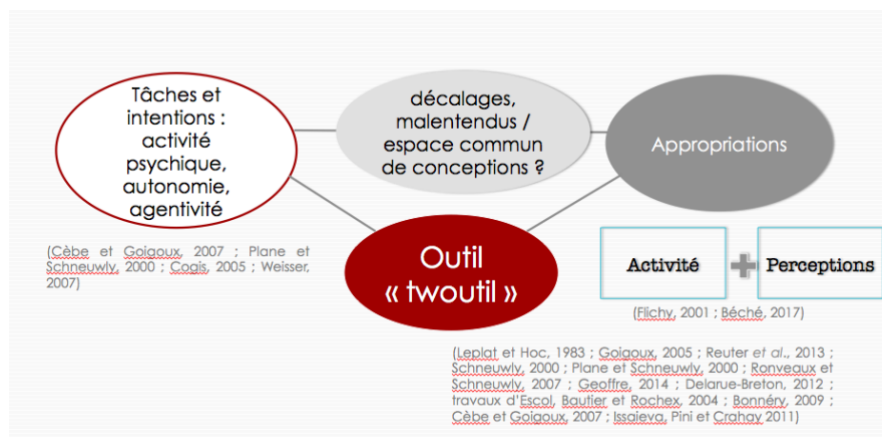 Tâches et
intentions :
activité
psychique,
autonomie,
agentivité
décalages,
malentendus /
espace commun
de conceptions ?
Appropriations
Outil
« twoutil »
(Cèbe et Goigoux, 2007 ; Plane et
Schneuwly, 2000 ; Cogis, 2005 ; Weisser,
2007)
Activité
Perceptions
(Flichy, 2001 ; Béché, 2017)
(Leplat et Hoc, 1983 ; Goigoux, 2005 ; Reuter et al., 2013 ;
Schneuwly, 2000 ; Plane et Schneuwly, 2000 ; Ronveaux et
Schneuwly, 2007 ; Geoffre, 2014 ; Delarue-Breton, 2012 ;
travaux d'Escol, Bautier et Rochex, 2004 ; Bonnéry, 2009 ;
Cèbe et Goigoux, 2007 ; Issaieva, Pini et Crahay 2011)